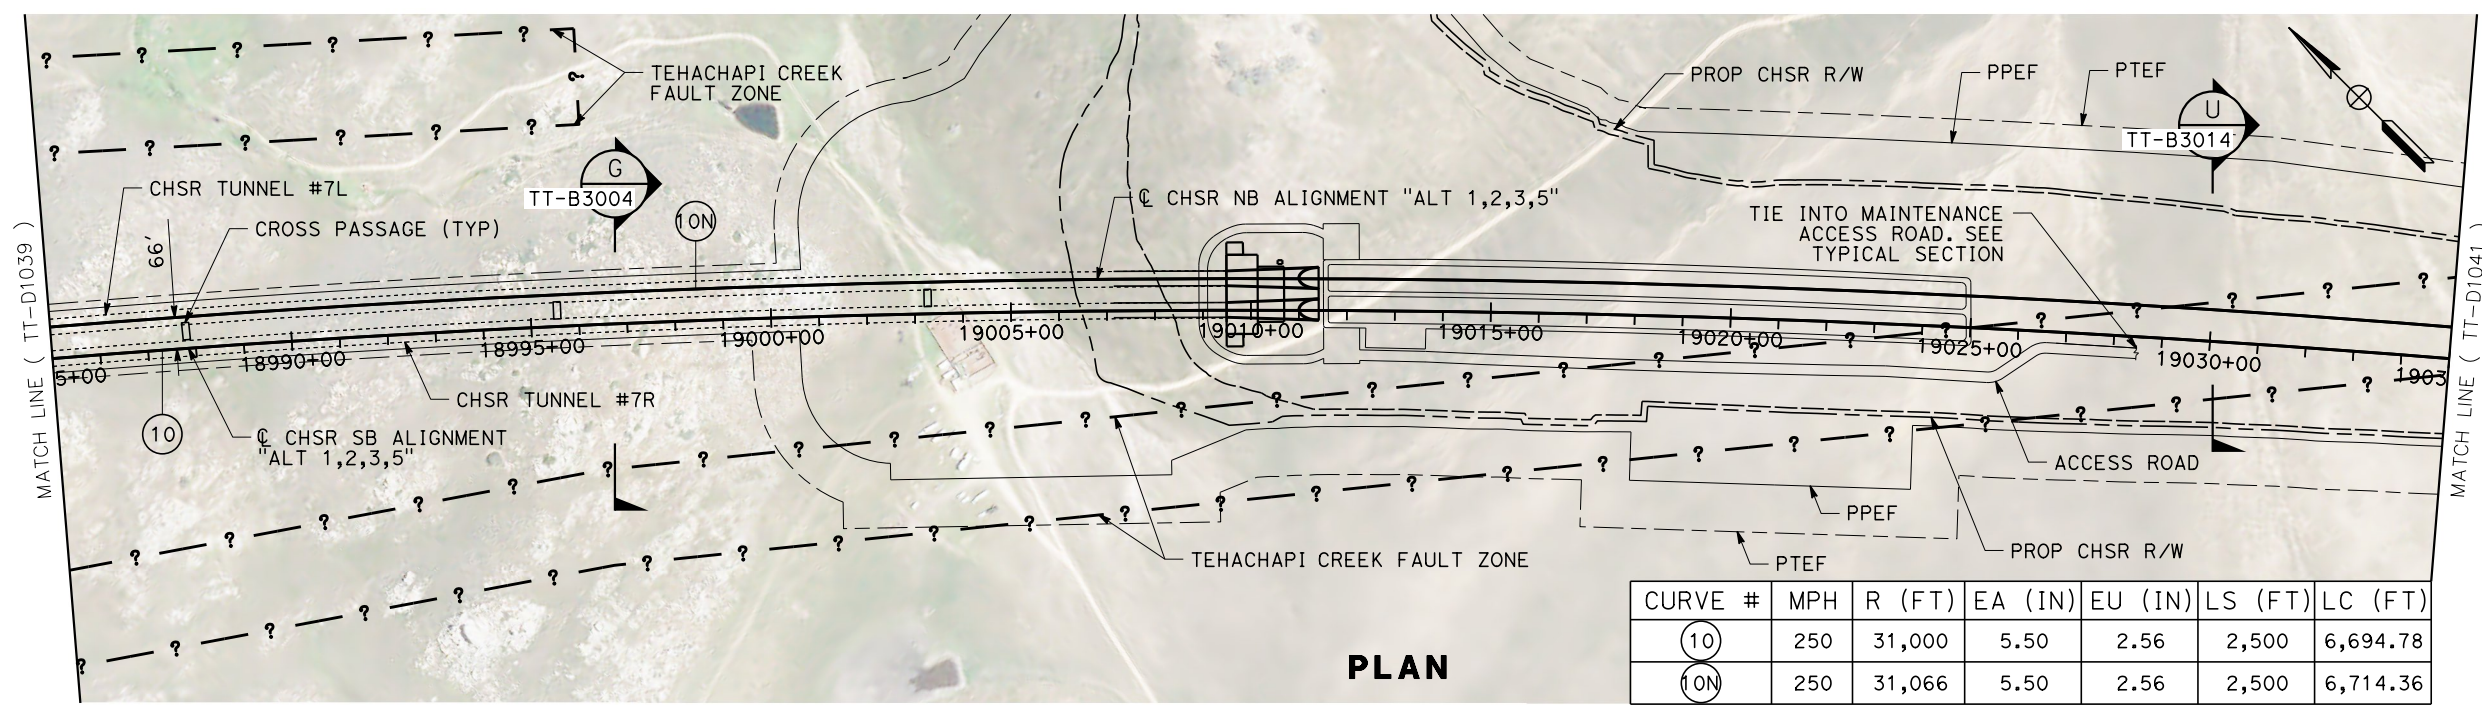 TEHACHAPI CREEK
FAULT ZONE
PROP CHSR R/W
PPEF
PTEF
G
TT-B3004
U
TT-B3014
CHSR TUNNEL #7L
CROSS PASSAGE (TYP)
66'
10N
℄ CHSR NB ALIGNMENT "ALT 1,2,3,5"
TIE INTO MAINTENANCE
ACCESS ROAD. SEE
TYPICAL SECTION
MATCH LINE ( TT-D1039 )
MATCH LINE ( TT-D1041 )
5+00
18990+00
18995+00
19000+00
19005+00
19010+00
19015+00
19020+00
19025+00
19030+00
1903
CHSR TUNNEL #7R
10
℄ CHSR SB ALIGNMENT
"ALT 1,2,3,5"
ACCESS ROAD
PPEF
PROP CHSR R/W
PTEF
TEHACHAPI CREEK FAULT ZONE
PLAN
CURVE # MPH R (FT) EA (IN) EU (IN) LS (FT) LC (FT)
10 250 31,000 5.50 2.56 2,500 6,694.78
10N 250 31,066 5.50 2.56 2,500 6,714.36